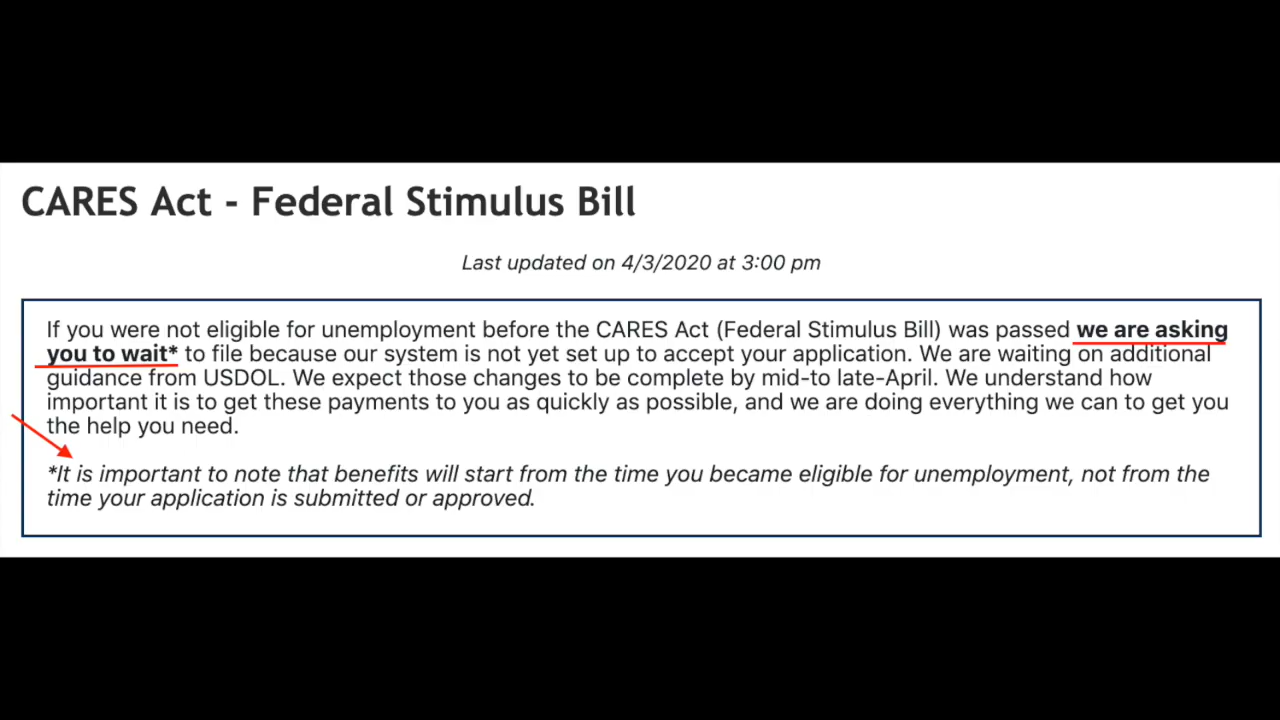 CARES Act - Federal Stimulus Bill
Last updated on 4/3/2020 at 3:00 pm
If you were not eligible for unemployment before the CARES Act (Federal Stimulus Bill) was passed we are asking
you to wait* to file because our system is not yet set up to accept your application. We are waiting on additional
guidance from USDOL. We expect those changes to be complete by mid-to late-April. We understand how
important it is to get these payments to you as quickly as possible, and we are doing everything we can to get you
the help you need.
*It is important to note that benefits will start from the time you became eligible for unemployment, not from the
time your application is submitted or approved.